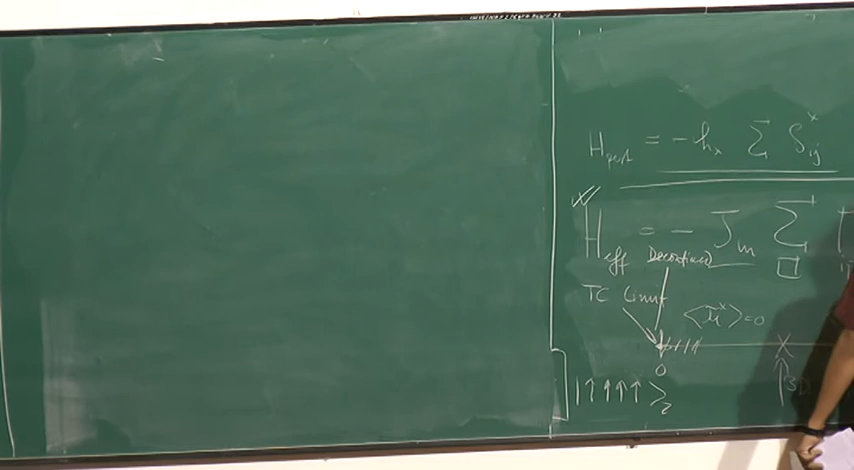 H_pert = - h_x Σ S^x_ij
H_eff = - J_m Σ_□
Deconfined
TC Limit
⟨μ̃^x⟩=0
0
|↑↑↑↑⟩_z